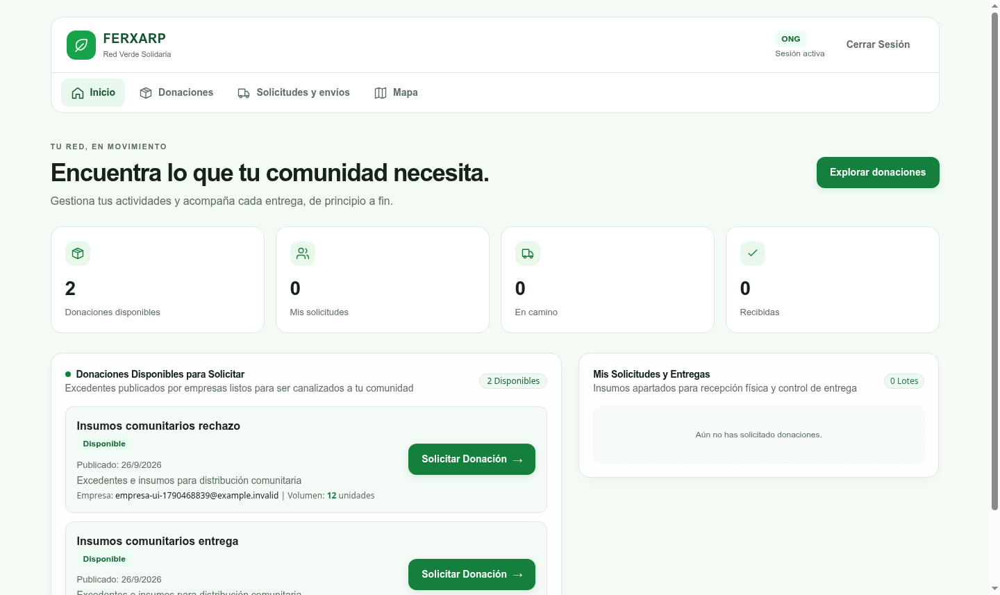 FERXARP
Red Verde Solidaria
ONG
Sesión activa
Cerrar Sesión
Inicio
Donaciones
Solicitudes y envíos
Mapa
TU RED, EN MOVIMIENTO
Encuentra lo que tu comunidad necesita.
Gestiona tus actividades y acompaña cada entrega, de principio a fin.
Explorar donaciones
2
Donaciones disponibles
0
Mis solicitudes
0
En camino
0
Recibidas
Donaciones Disponibles para Solicitar
Excedentes publicados por empresas listos para ser canalizados a tu comunidad
2 Disponibles
Insumos comunitarios rechazo
Disponible
Publicado: 26/9/2026
Excedentes e insumos para distribución comunitaria
Empresa: empresa-ui-1790468839@example.invalid | Volumen: 12 unidades
Solicitar Donación →
Insumos comunitarios entrega
Disponible
Publicado: 26/9/2026
Excedentes e insumos para distribución comunitaria
Solicitar Donación →
Mis Solicitudes y Entregas
Insumos apartados para recepción física y control de entrega
0 Lotes
Aún no has solicitado donaciones.